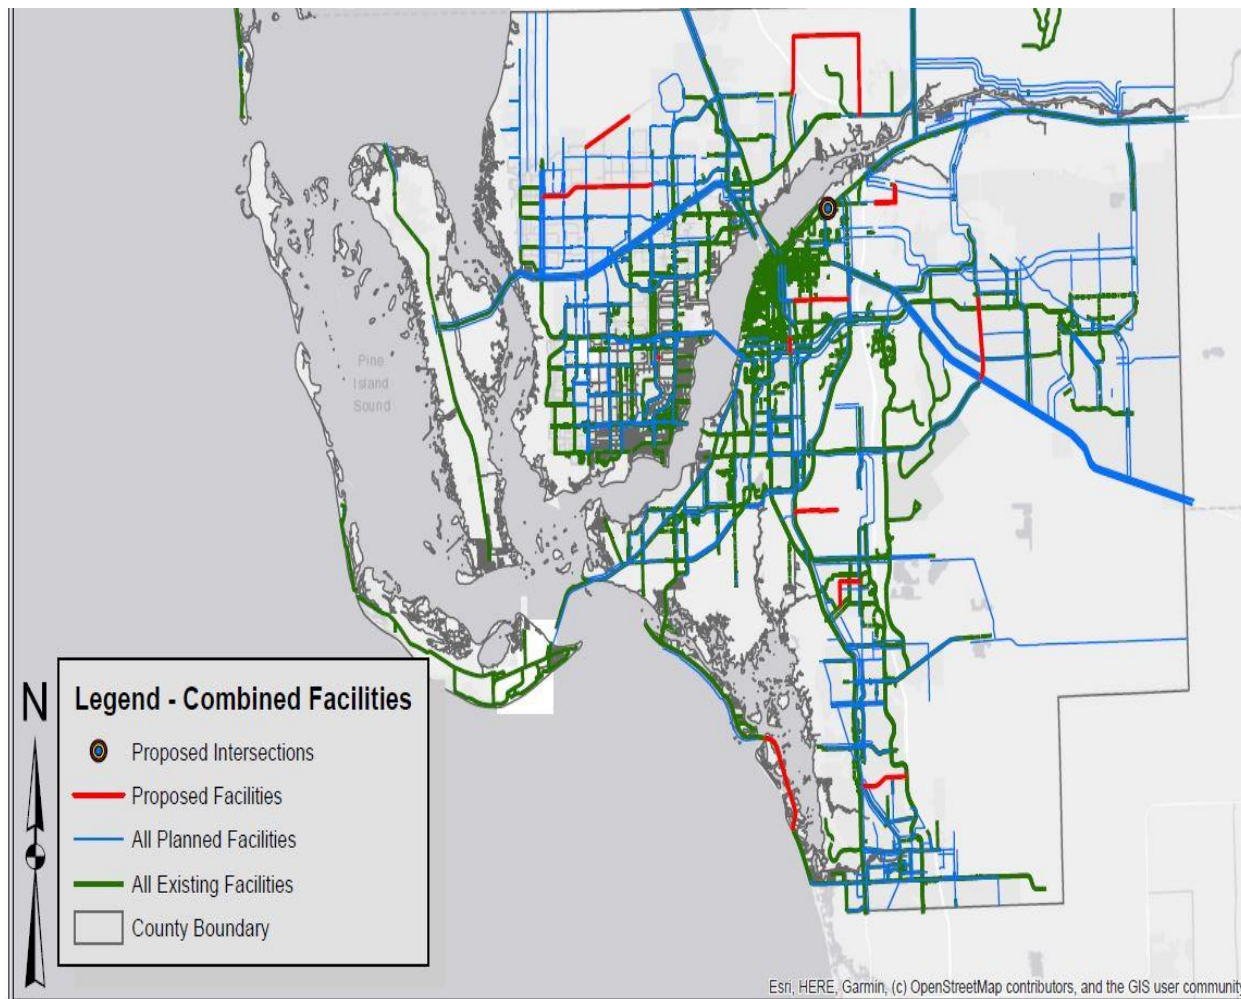 Pine
Island
Sound
N
Legend - Combined Facilities
Proposed Intersections
Proposed Facilities
All Planned Facilities
All Existing Facilities
County Boundary
Esri, HERE, Garmin, (c) OpenStreetMap contributors, and the GIS user community